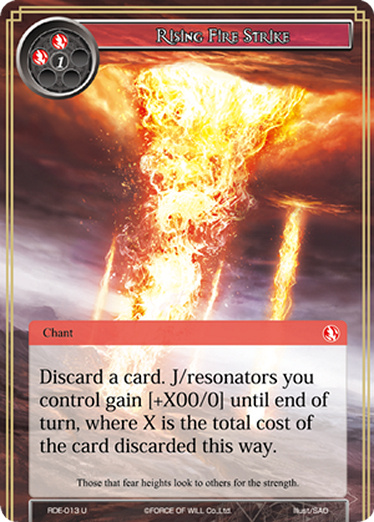 Rising Fire Strike
1
Chant
Discard a card. J/resonators you
control gain [+X00/0] until end of
turn, where X is the total cost of
the card discarded this way.
Those that fear heights look to others for the strength.
RDE-013 U ©FORCE OF WILL Co.,Ltd. Illust/SAO